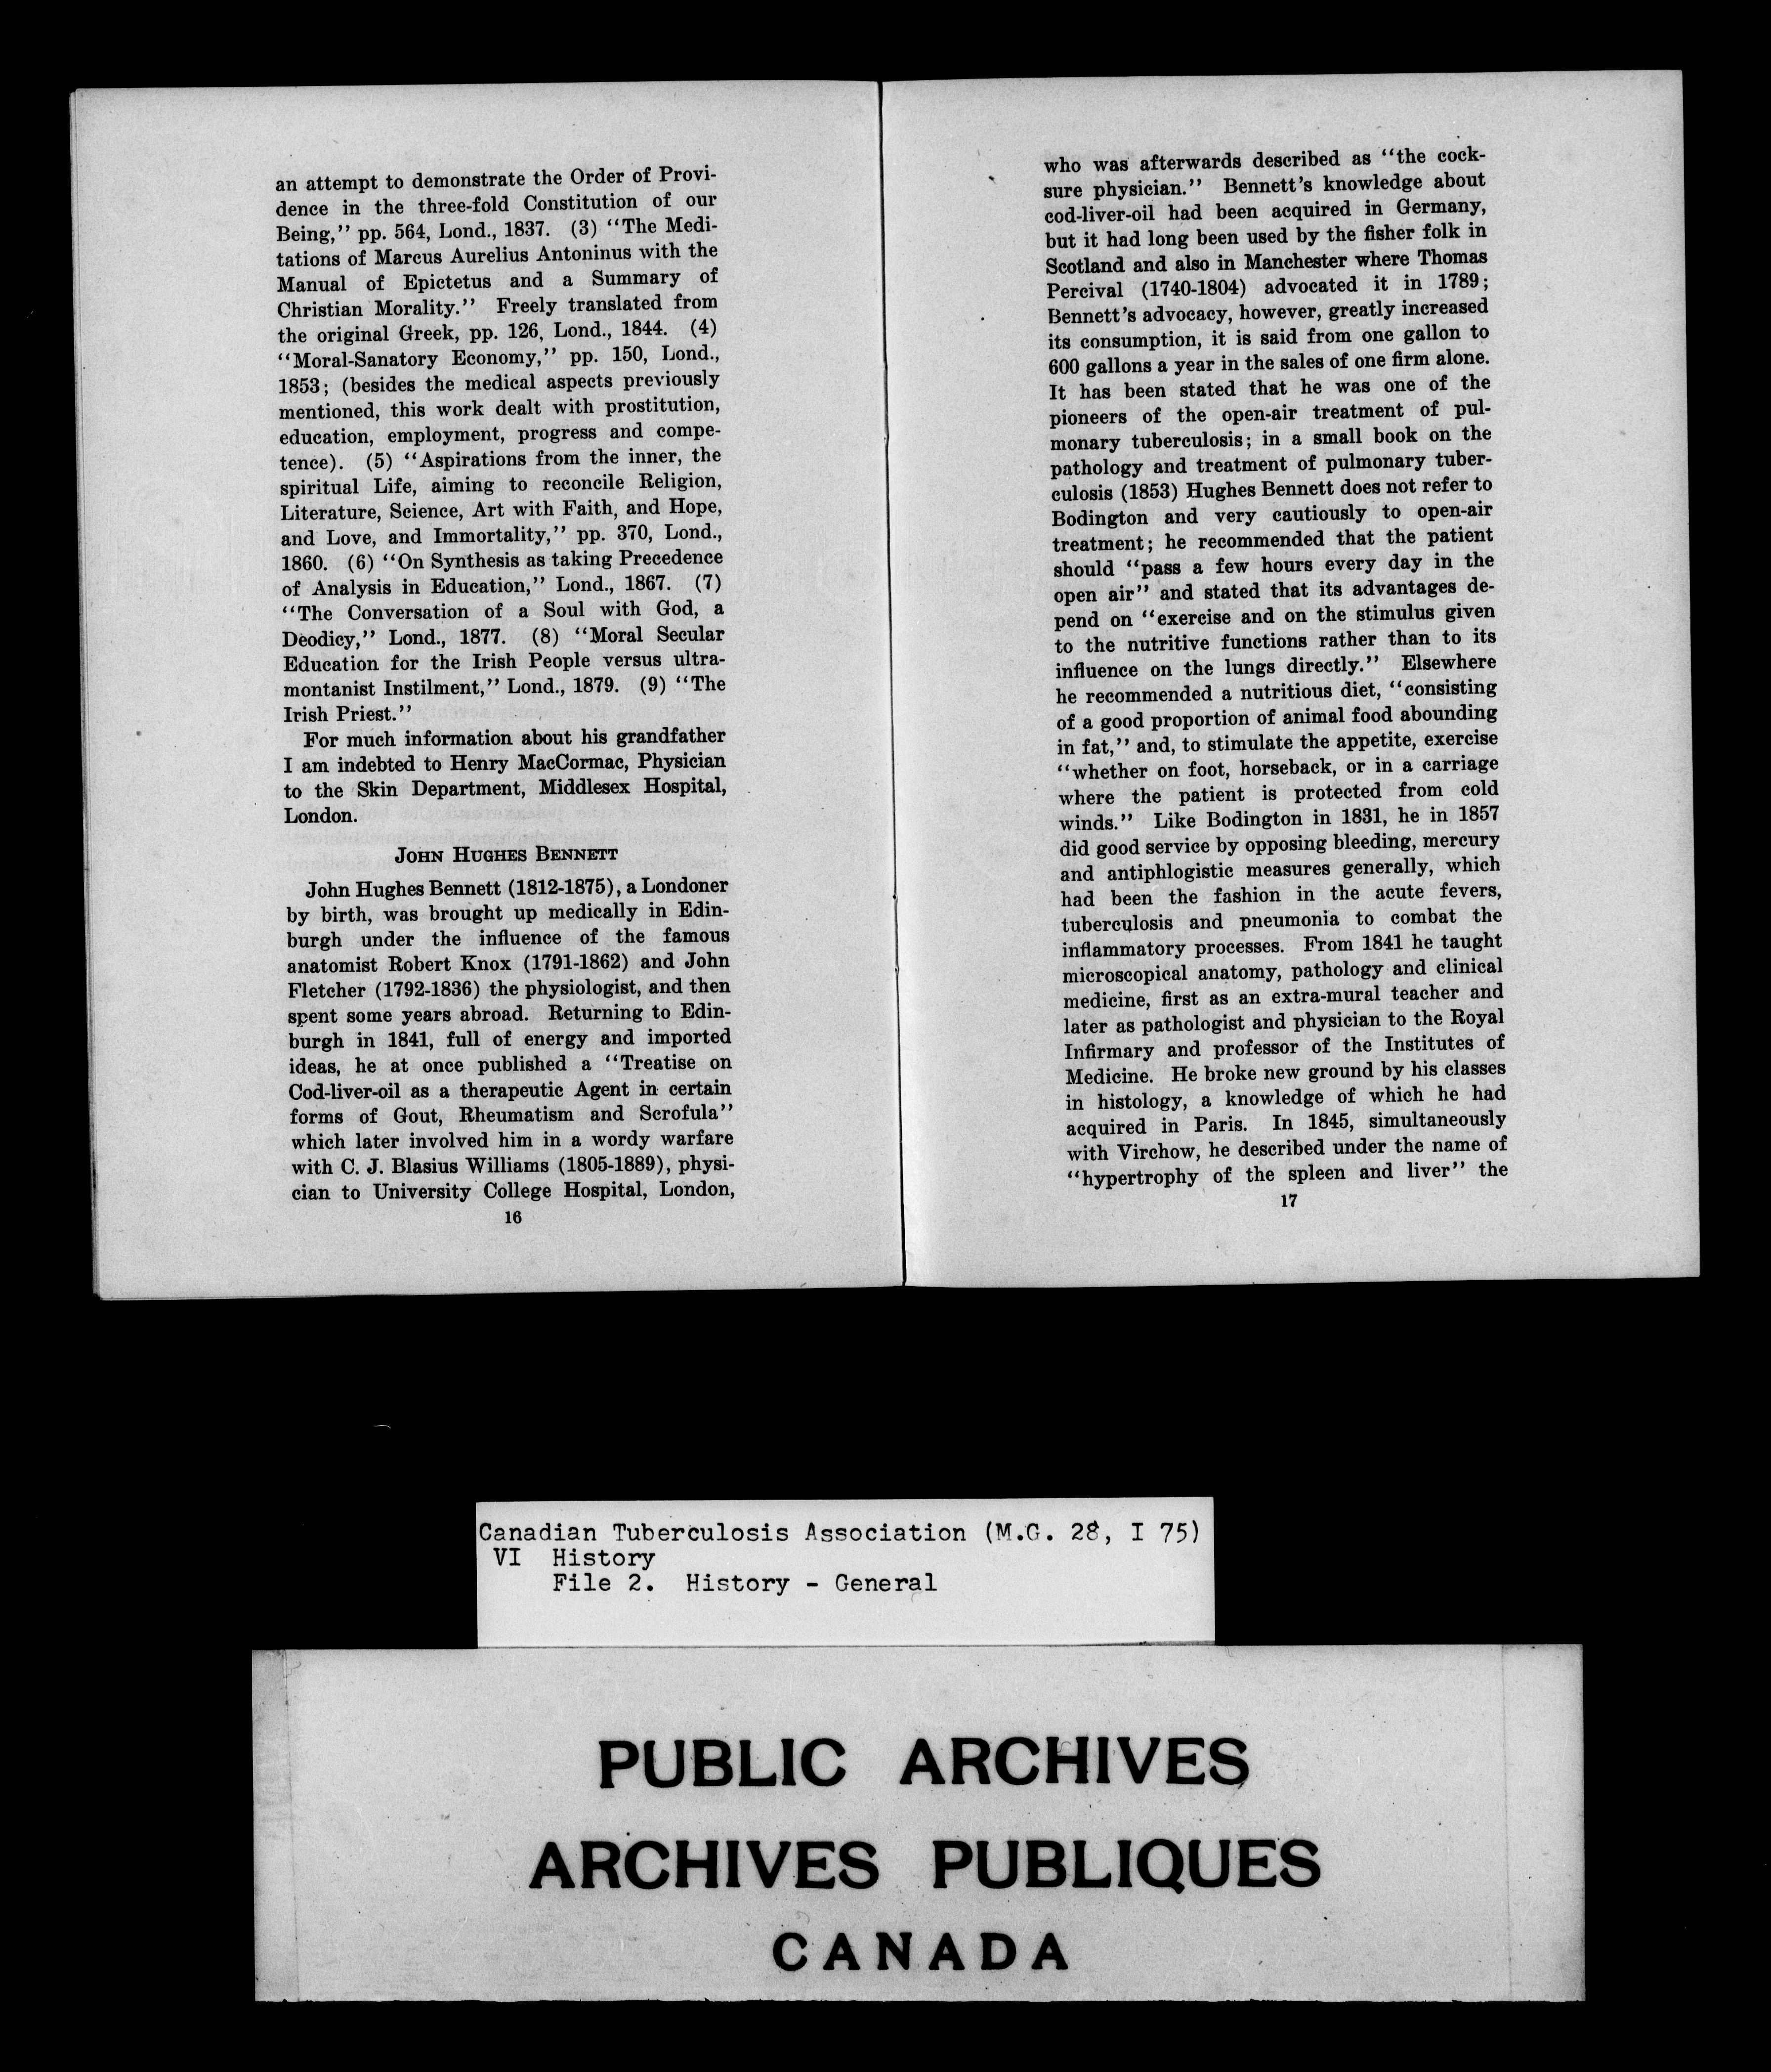 an attempt to demonstrate the Order of Provi-
dence in the three-fold Constitution of our
Being,” pp. 564, Lond., 1837. (3) “The Medi-
tations of Marcus Aurelius Antoninus with the
Manual of Epictetus and a Summary of
Christian Morality.” Freely translated from
the original Greek, pp. 126, Lond., 1844. (4)
“Moral-Sanatory Economy,” pp. 150, Lond.,
1853; (besides the medical aspects previously
mentioned, this work dealt with prostitution,
education, employment, progress and compe-
tence). (5) “Aspirations from the inner, the
spiritual Life, aiming to reconcile Religion,
Literature, Science, Art with Faith, and Hope,
and Love, and Immortality,” pp. 370, Lond.,
1860. (6) “On Synthesis as taking Precedence
of Analysis in Education,” Lond., 1867. (7)
“The Conversation of a Soul with God, a
Deodicy,” Lond., 1877. (8) “Moral Secular
Education for the Irish People versus ultra-
montanist Instilment,” Lond., 1879. (9) “The
Irish Priest.”
For much information about his grandfather
I am indebted to Henry MacCormac, Physician
to the Skin Department, Middlesex Hospital,
London.
JOHN HUGHES BENNETT
John Hughes Bennett (1812-1875), a Londoner
by birth, was brought up medically in Edin-
burgh under the influence of the famous
anatomist Robert Knox (1791-1862) and John
Fletcher (1792-1836) the physiologist, and then
spent some years abroad. Returning to Edin-
burgh in 1841, full of energy and imported
ideas, he at once published a “Treatise on
Cod-liver-oil as a therapeutic Agent in certain
forms of Gout, Rheumatism and Scrofula”
which later involved him in a wordy warfare
with C. J. Blasius Williams (1805-1889), physi-
cian to University College Hospital, London,
16
who was afterwards described as “the cock-
sure physician.” Bennett’s knowledge about
cod-liver-oil had been acquired in Germany,
but it had long been used by the fisher folk in
Scotland and also in Manchester where Thomas
Percival (1740-1804) advocated it in 1789;
Bennett’s advocacy, however, greatly increased
its consumption, it is said from one gallon to
600 gallons a year in the sales of one firm alone.
It has been stated that he was one of the
pioneers of the open-air treatment of pul-
monary tuberculosis; in a small book on the
pathology and treatment of pulmonary tuber-
culosis (1853) Hughes Bennett does not refer to
Bodington and very cautiously to open-air
treatment; he recommended that the patient
should “pass a few hours every day in the
open air” and stated that its advantages de-
pend on “exercise and on the stimulus given
to the nutritive functions rather than to its
influence on the lungs directly.” Elsewhere
he recommended a nutritious diet, “consisting
of a good proportion of animal food abounding
in fat,” and, to stimulate the appetite, exercise
“whether on foot, horseback, or in a carriage
where the patient is protected from cold
winds.” Like Bodington in 1831, he in 1857
did good service by opposing bleeding, mercury
and antiphlogistic measures generally, which
had been the fashion in the acute fevers,
tuberculosis and pneumonia to combat the
inflammatory processes. From 1841 he taught
microscopical anatomy, pathology and clinical
medicine, first as an extra-mural teacher and
later as pathologist and physician to the Royal
Infirmary and professor of the Institutes of
Medicine. He broke new ground by his classes
in histology, a knowledge of which he had
acquired in Paris. In 1845, simultaneously
with Virchow, he described under the name of
“hypertrophy of the spleen and liver” the
17
Canadian Tuberculosis Association (M.G. 28, I 75)
VI History
File 2. History - General
PUBLIC ARCHIVES
ARCHIVES PUBLIQUES
CANADA